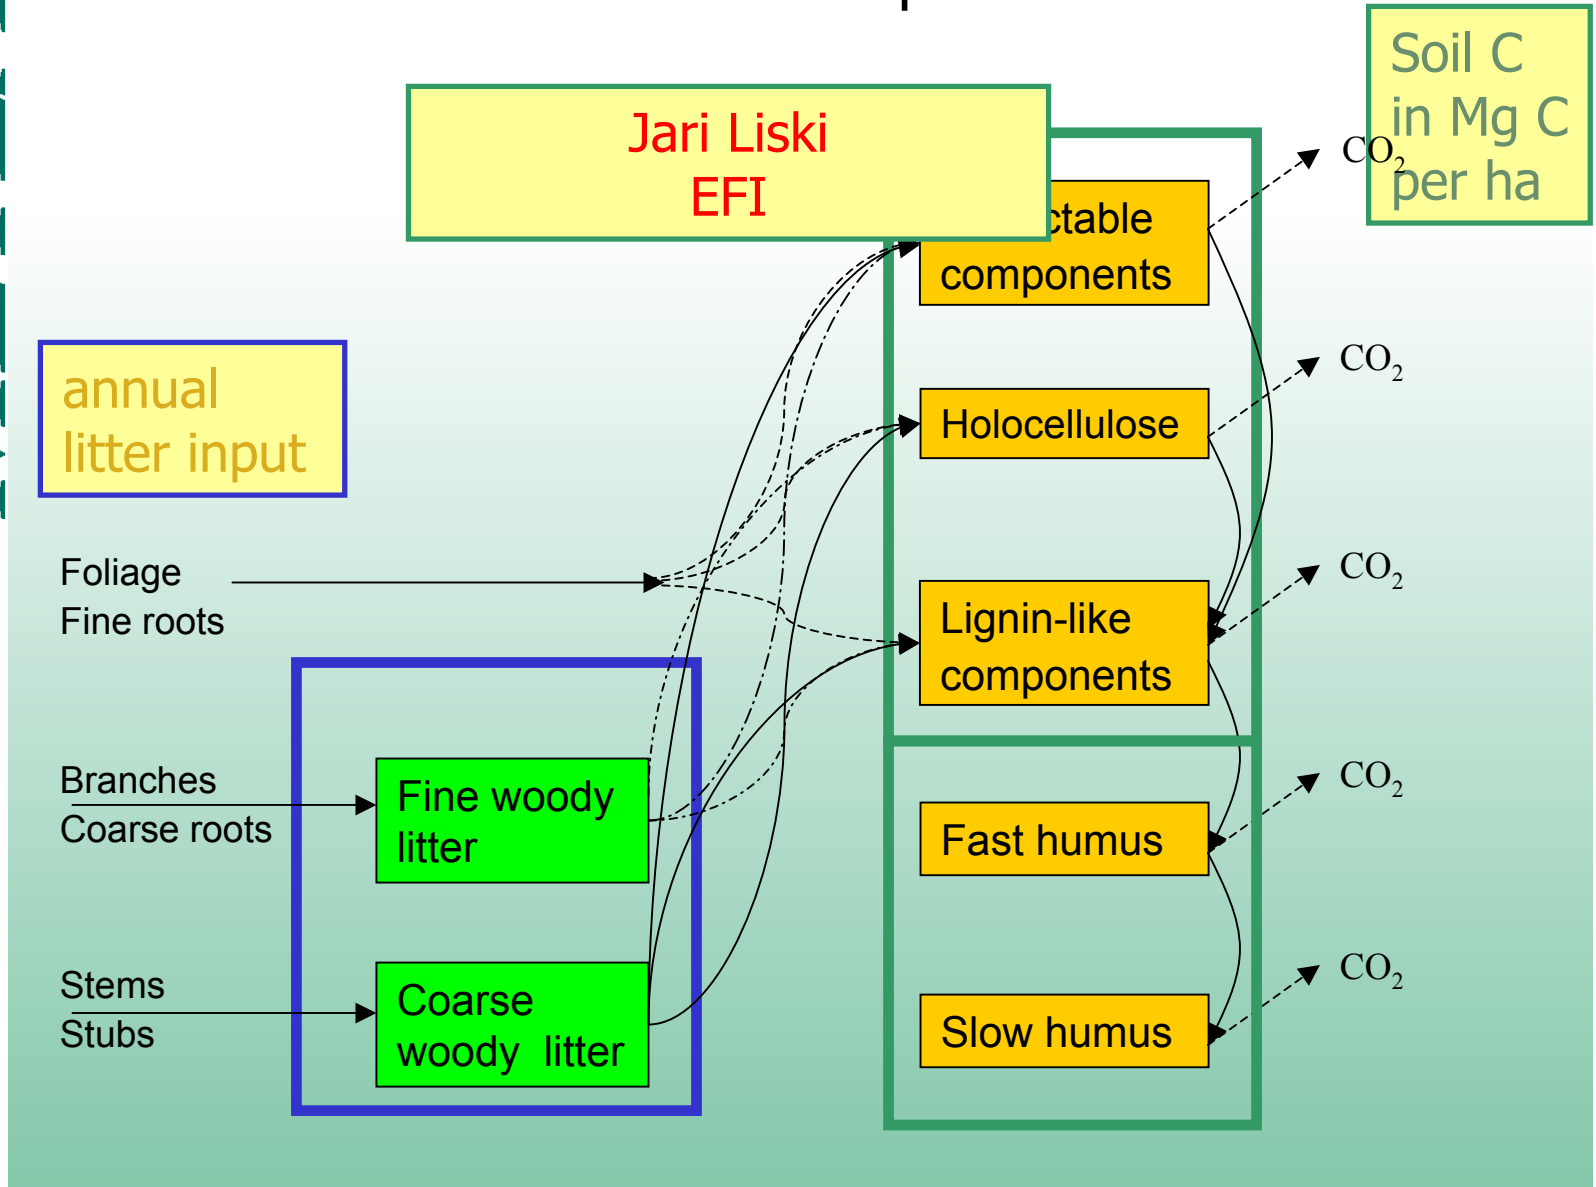 Soil C
in Mg C
per ha
Jari Liski
EFI
CO2
ctable
components
annual
litter input
CO2
Holocellulose
Foliage
Fine roots
CO2
Lignin-like
components
Branches
Coarse roots
Fine woody
litter
CO2
Fast humus
Stems
Stubs
Coarse
woody litter
CO2
Slow humus